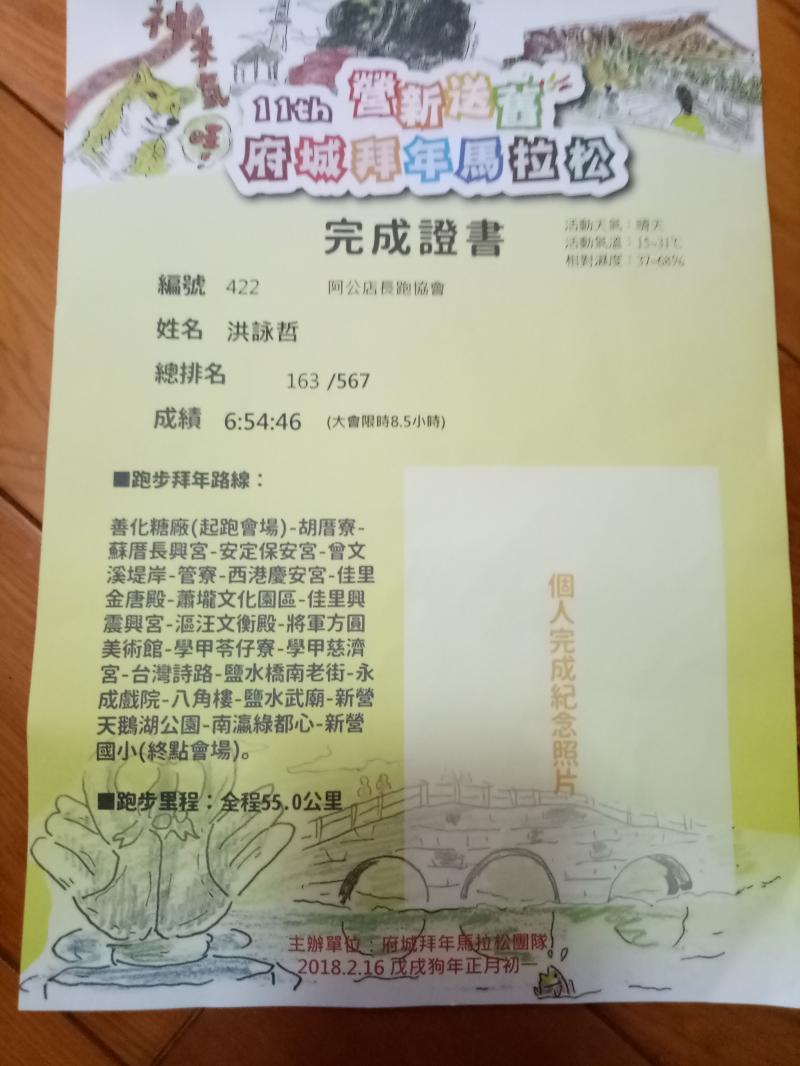 神來氣
旺!
11th 營新送舊
府城拜年馬拉松
完成證書
活動天氣：晴天
活動氣溫：15~31℃
相對濕度：37~68%
編號 422 阿公店長跑協會
姓名 洪詠哲
總排名 163 /567
成績 6:54:46 (大會限時8.5小時)
■跑步拜年路線：
善化糖廠(起跑會場)-胡厝寮-
蘇厝長興宮-安定保安宮-曾文
溪堤岸-管寮-西港慶安宮-佳里
金唐殿-蕭壠文化園區-佳里興
震興宮-漚汪文衡殿-將軍方圓
美術館-學甲苓仔寮-學甲慈濟
宮-台灣詩路-鹽水橋南老街-永
成戲院-八角樓-鹽水武廟-新營
天鵝湖公園-南瀛綠都心-新營
國小(終點會場)。
■跑步里程：全程55.0公里
個人完成紀念照片
主辦單位：府城拜年馬拉松團隊
2018.2.16 戊戌狗年正月初一